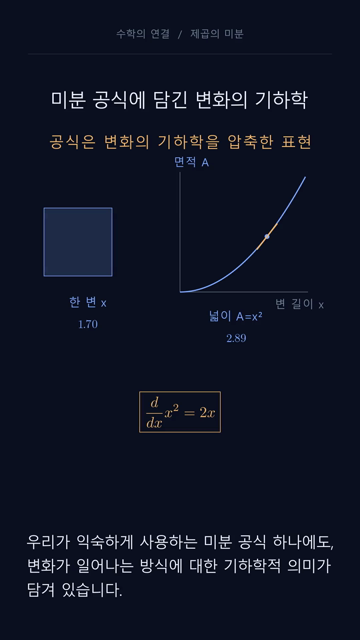 수학의 연결 / 제곱의 미분
미분 공식에 담긴 변화의 기하학
공식은 변화의 기하학을 압축한 표현
면적 A
한 변 x
1.70
변 길이 x
넓이 A=x²
2.89
d/dx x² = 2x
우리가 익숙하게 사용하는 미분 공식 하나에도,
변화가 일어나는 방식에 대한 기하학적 의미가
담겨 있습니다.